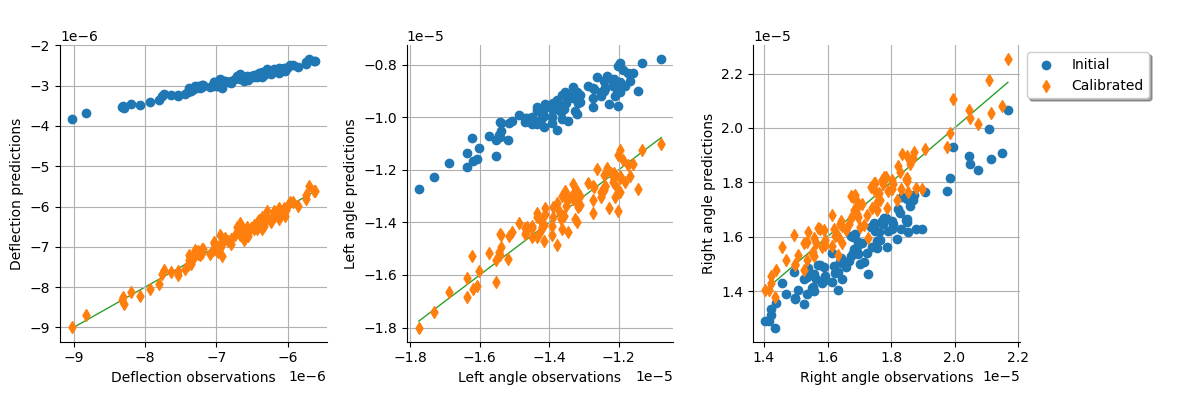 1e−6
−2
−3
−4
−5
−6
−7
−8
−9
−9
−8
−7
−6
Deflection observations
1e−6
Deflection predictions
1e−5
−0.8
−1.0
−1.2
−1.4
−1.6
−1.8
−1.8
−1.6
−1.4
−1.2
Left angle observations
1e−5
Left angle predictions
1e−5
2.2
2.0
1.8
1.6
1.4
1.4
1.6
1.8
2.0
2.2
Right angle observations
1e−5
Right angle predictions
Initial
Calibrated